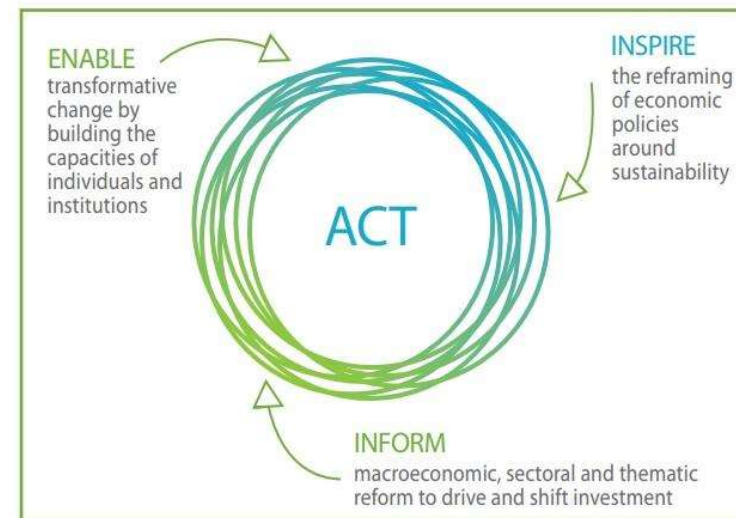 ENABLE
transformative
change by
building the
capacities of
individuals and
institutions
INSPIRE
the reframing
of economic
policies
around
sustainability
ACT
INFORM
macroeconomic, sectoral and thematic
reform to drive and shift investment